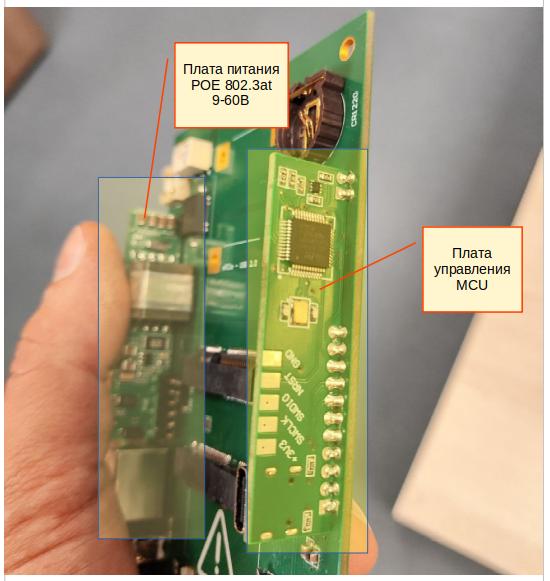 Плата питания
POE 802.3at
9-60В
CR1220
Плата
управления
MCU
GND
NRST
SWDIO
SWCLK
+3V3